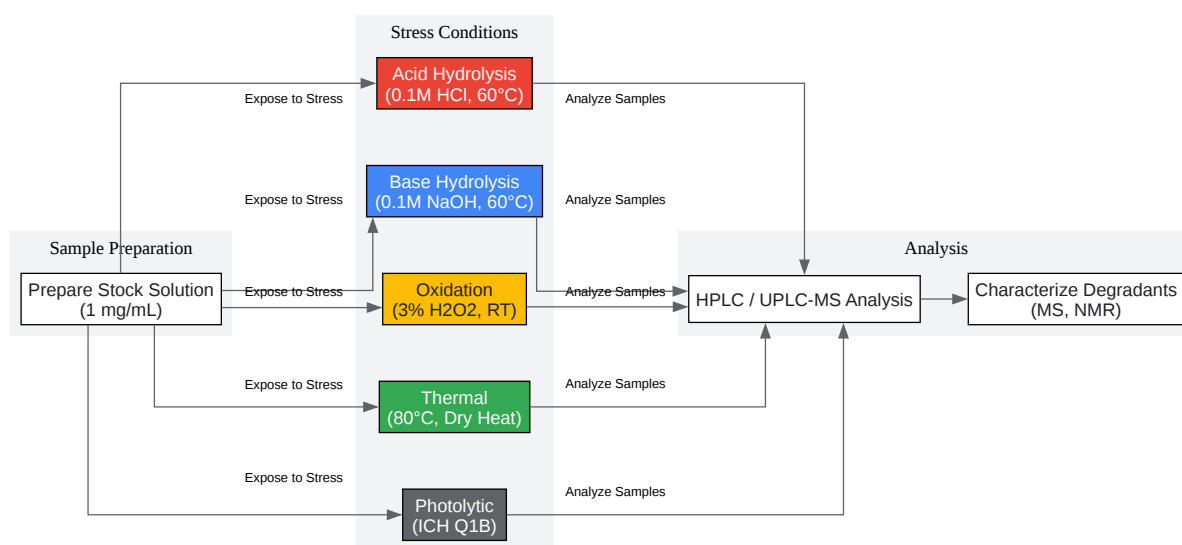 Stress Conditions
Acid Hydrolysis
(0.1M HCl, 60°C)
Expose to Stress
Analyze Samples
Base Hydrolysis
(0.1M NaOH, 60°C)
Expose to Stress
Analyze Samples
Sample Preparation
Prepare Stock Solution
(1 mg/mL)
Expose to Stress
Oxidation
(3% H2O2, RT)
Analyze Samples
Analysis
HPLC / UPLC-MS Analysis
Characterize Degradants
(MS, NMR)
Expose to Stress
Thermal
(80°C, Dry Heat)
Analyze Samples
Expose to Stress
Photolytic
(ICH Q1B)
Analyze Samples